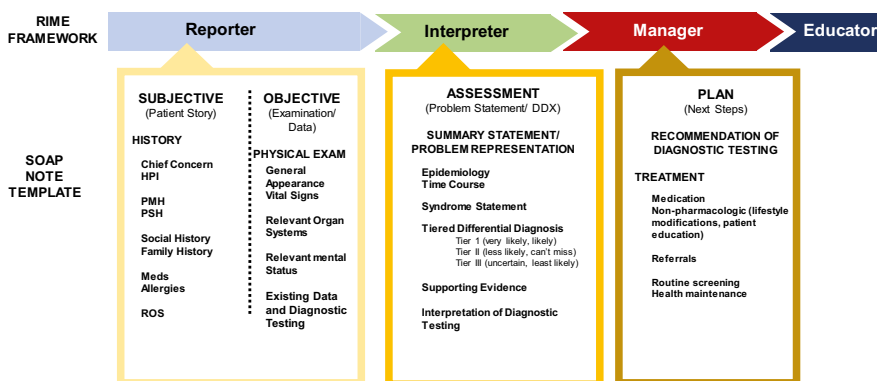 RIME
FRAMEWORK
Reporter
Interpreter
Manager
Educator
SOAP
NOTE
TEMPLATE
SUBJECTIVE
(Patient Story)
HISTORY
Chief Concern
HPI
PMH
PSH
Social History
Family History
Meds
Allergies
ROS
OBJECTIVE
(Examination/
Data)
PHYSICAL EXAM
General
Appearance
Vital Signs
Relevant Organ
Systems
Relevant mental
Status
Existing Data
and Diagnostic
Testing
ASSESSMENT
(Problem Statement/ DDX)
SUMMARY STATEMENT/
PROBLEM REPRESENTATION
Epidemiology
Time Course
Syndrome Statement
Tiered Differential Diagnosis
Tier 1 (very likely, likely)
Tier II (less likely, can't miss)
Tier III (uncertain, least likely)
Supporting Evidence
Interpretation of Diagnostic
Testing
PLAN
(Next Steps)
RECOMMENDATION OF
DIAGNOSTIC TESTING
TREATMENT
Medication
Non-pharmacologic (lifestyle
modifications, patient
education)
Referrals
Routine screening
Health maintenance